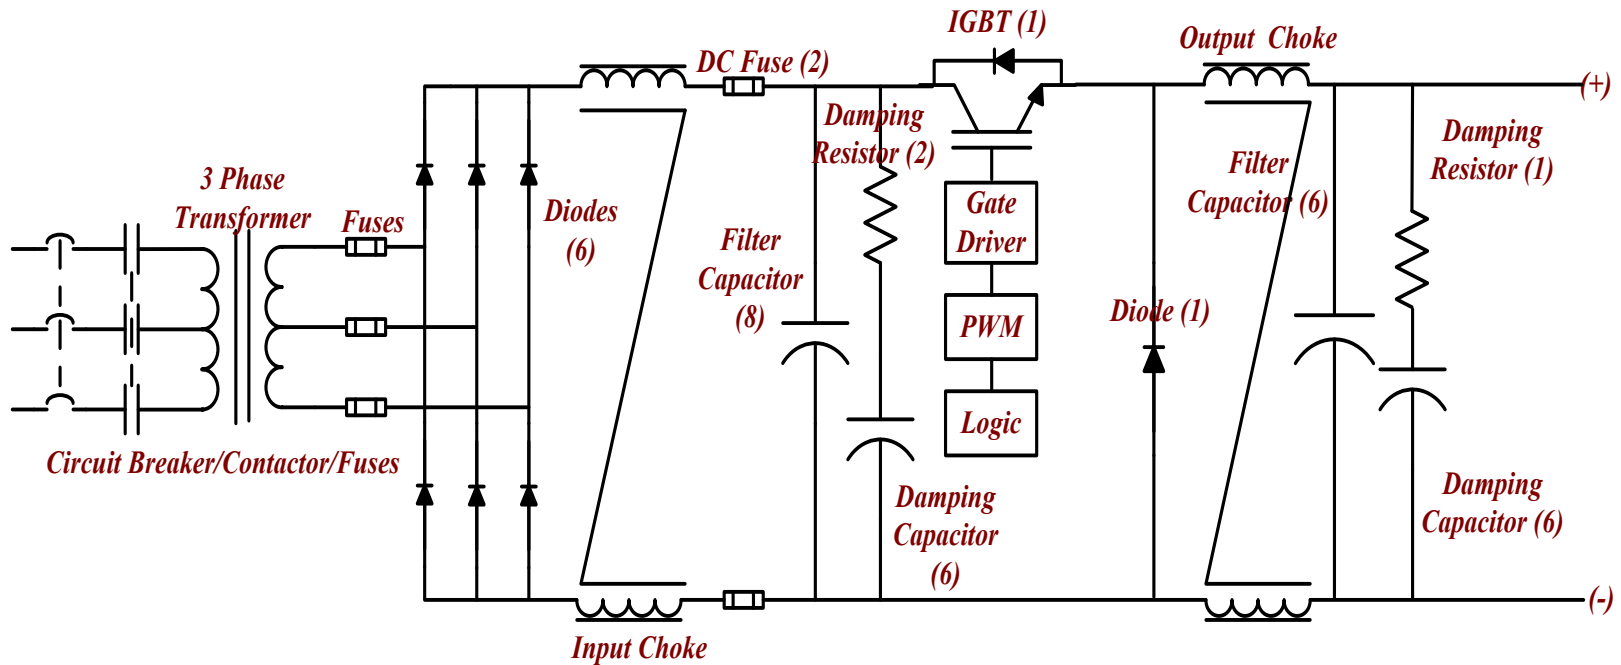 IGBT (1)
Output Choke
DC Fuse (2)
(+)
Damping
Resistor (2)
Damping
Resistor (1)
3 Phase
Transformer
Fuses
Diodes
(6)
Filter
Capacitor
(8)
Gate
Driver
Filter
Capacitor (6)
PWM
Diode (1)
Logic
Circuit Breaker/Contactor/Fuses
Damping
Capacitor
(6)
Damping
Capacitor (6)
(-)
Input Choke